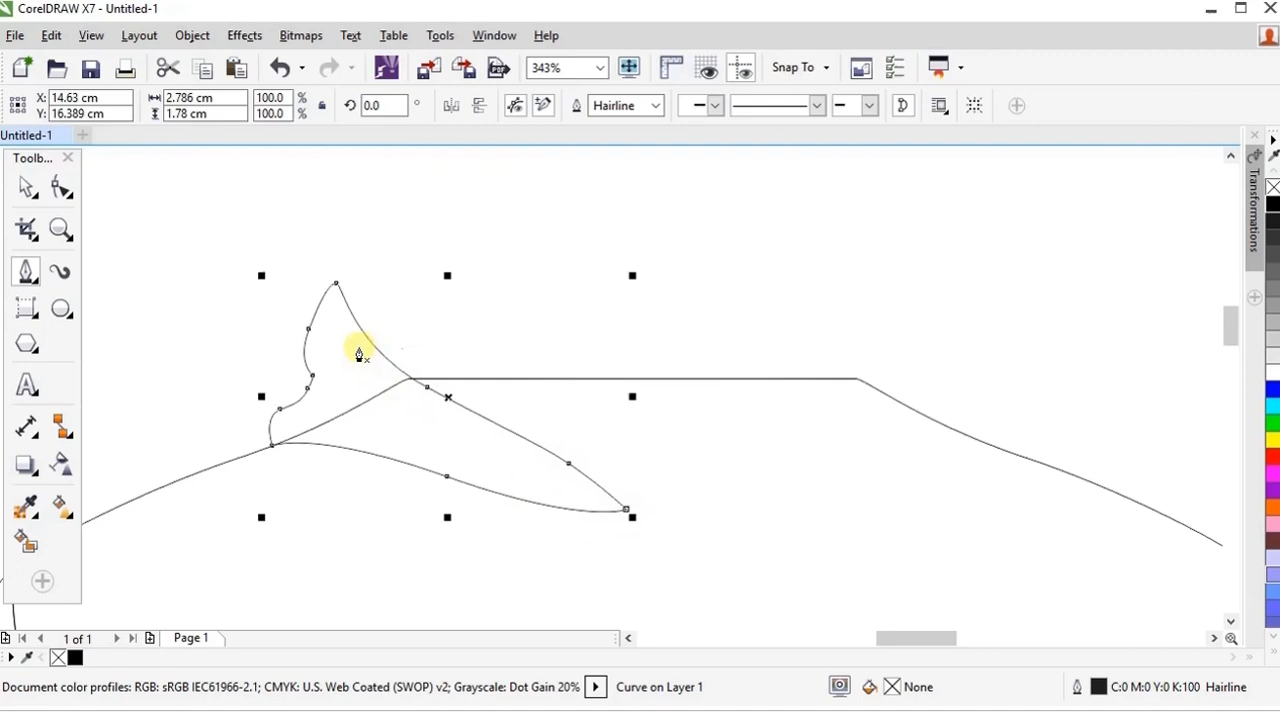 CorelDRAW X7 - Untitled-1
File Edit View Layout Object Effects Bitmaps Text Table Tools Window Help
PDF 343% Snap To
X: 14.63 cm 2.786 cm 100.0 % 0.0 ° Hairline
Y: 16.389 cm 1.78 cm 100.0 %
Untitled-1
Toolb...
Transformations
1 of 1 Page 1
Document color profiles: RGB: sRGB IEC61966-2.1; CMYK: U.S. Web Coated (SWOP) v2; Grayscale: Dot Gain 20% Curve on Layer 1 None C:0 M:0 Y:0 K:100 Hairline